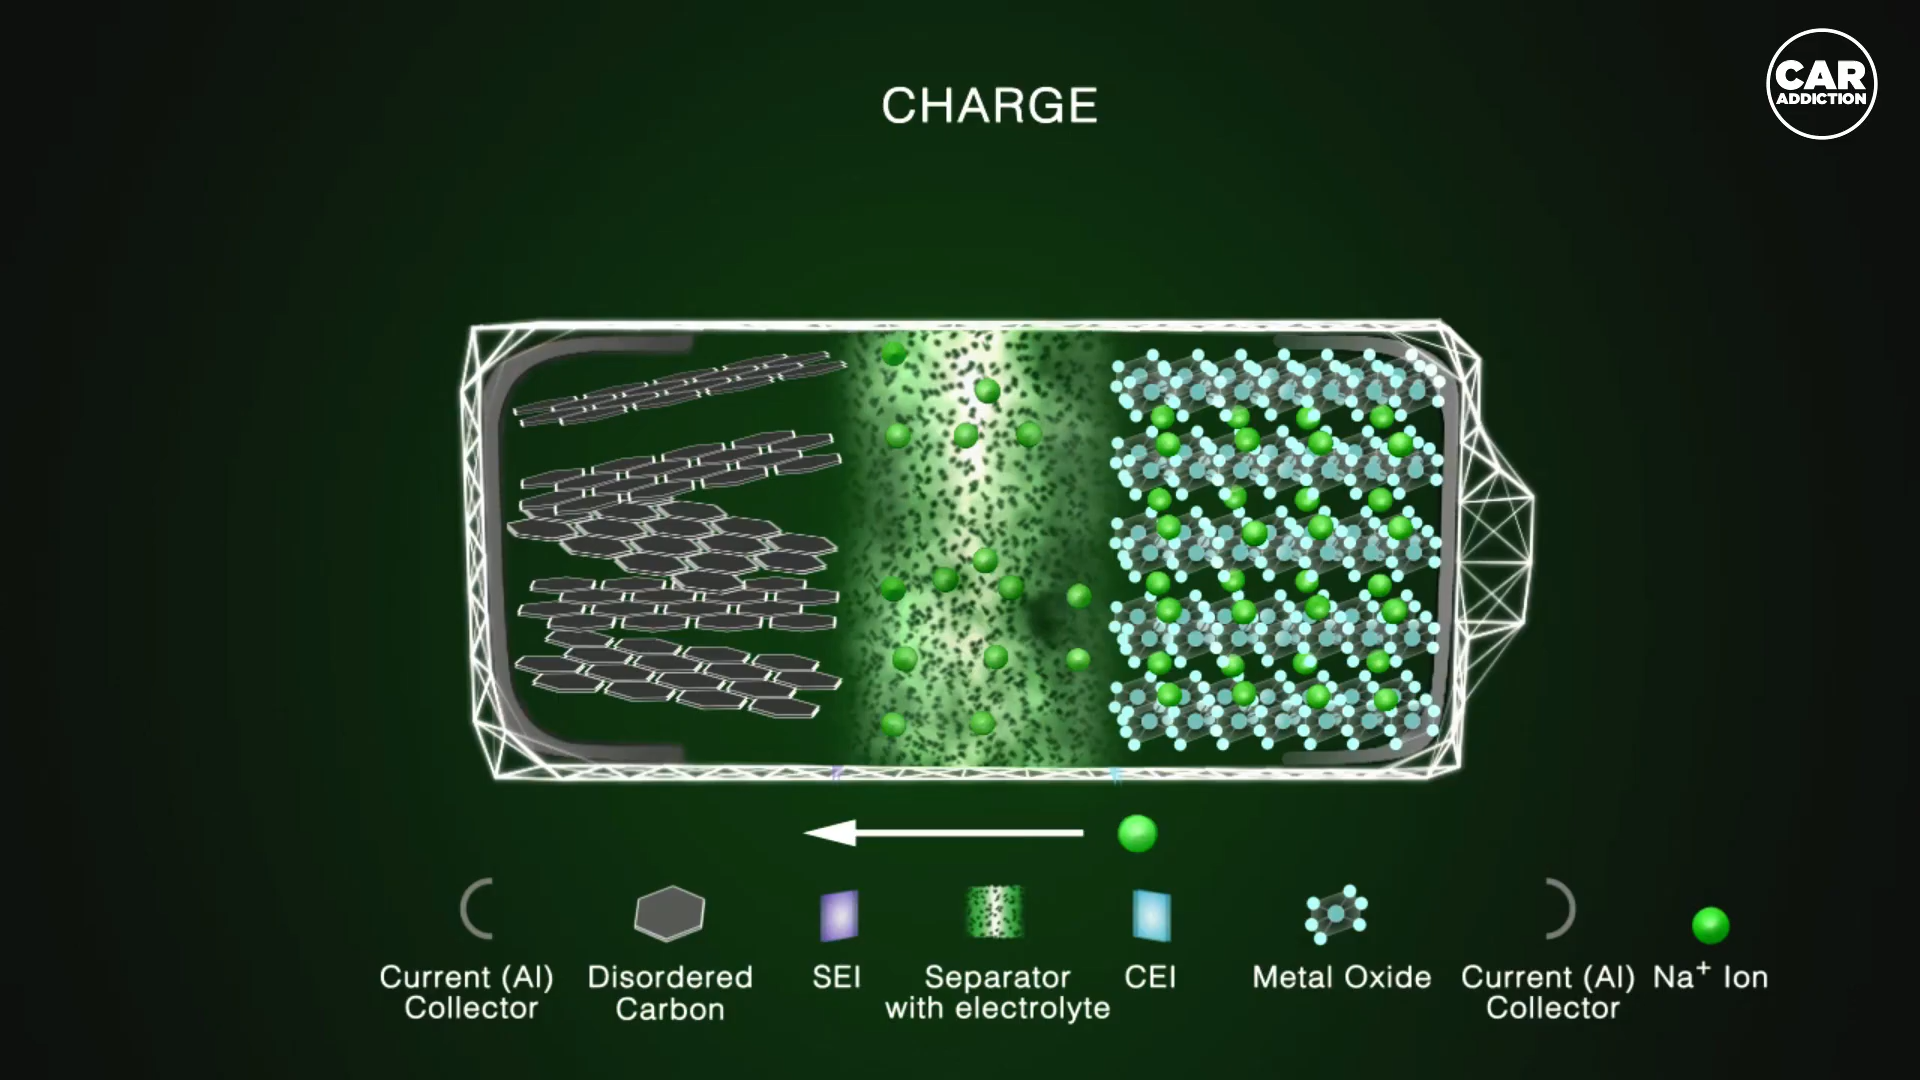 CAR
ADDICTION
CHARGE
Current (Al)
Collector
Disordered
Carbon
SEI
Separator
with electrolyte
CEI
Metal Oxide
Current (Al)
Collector
Na⁺ Ion